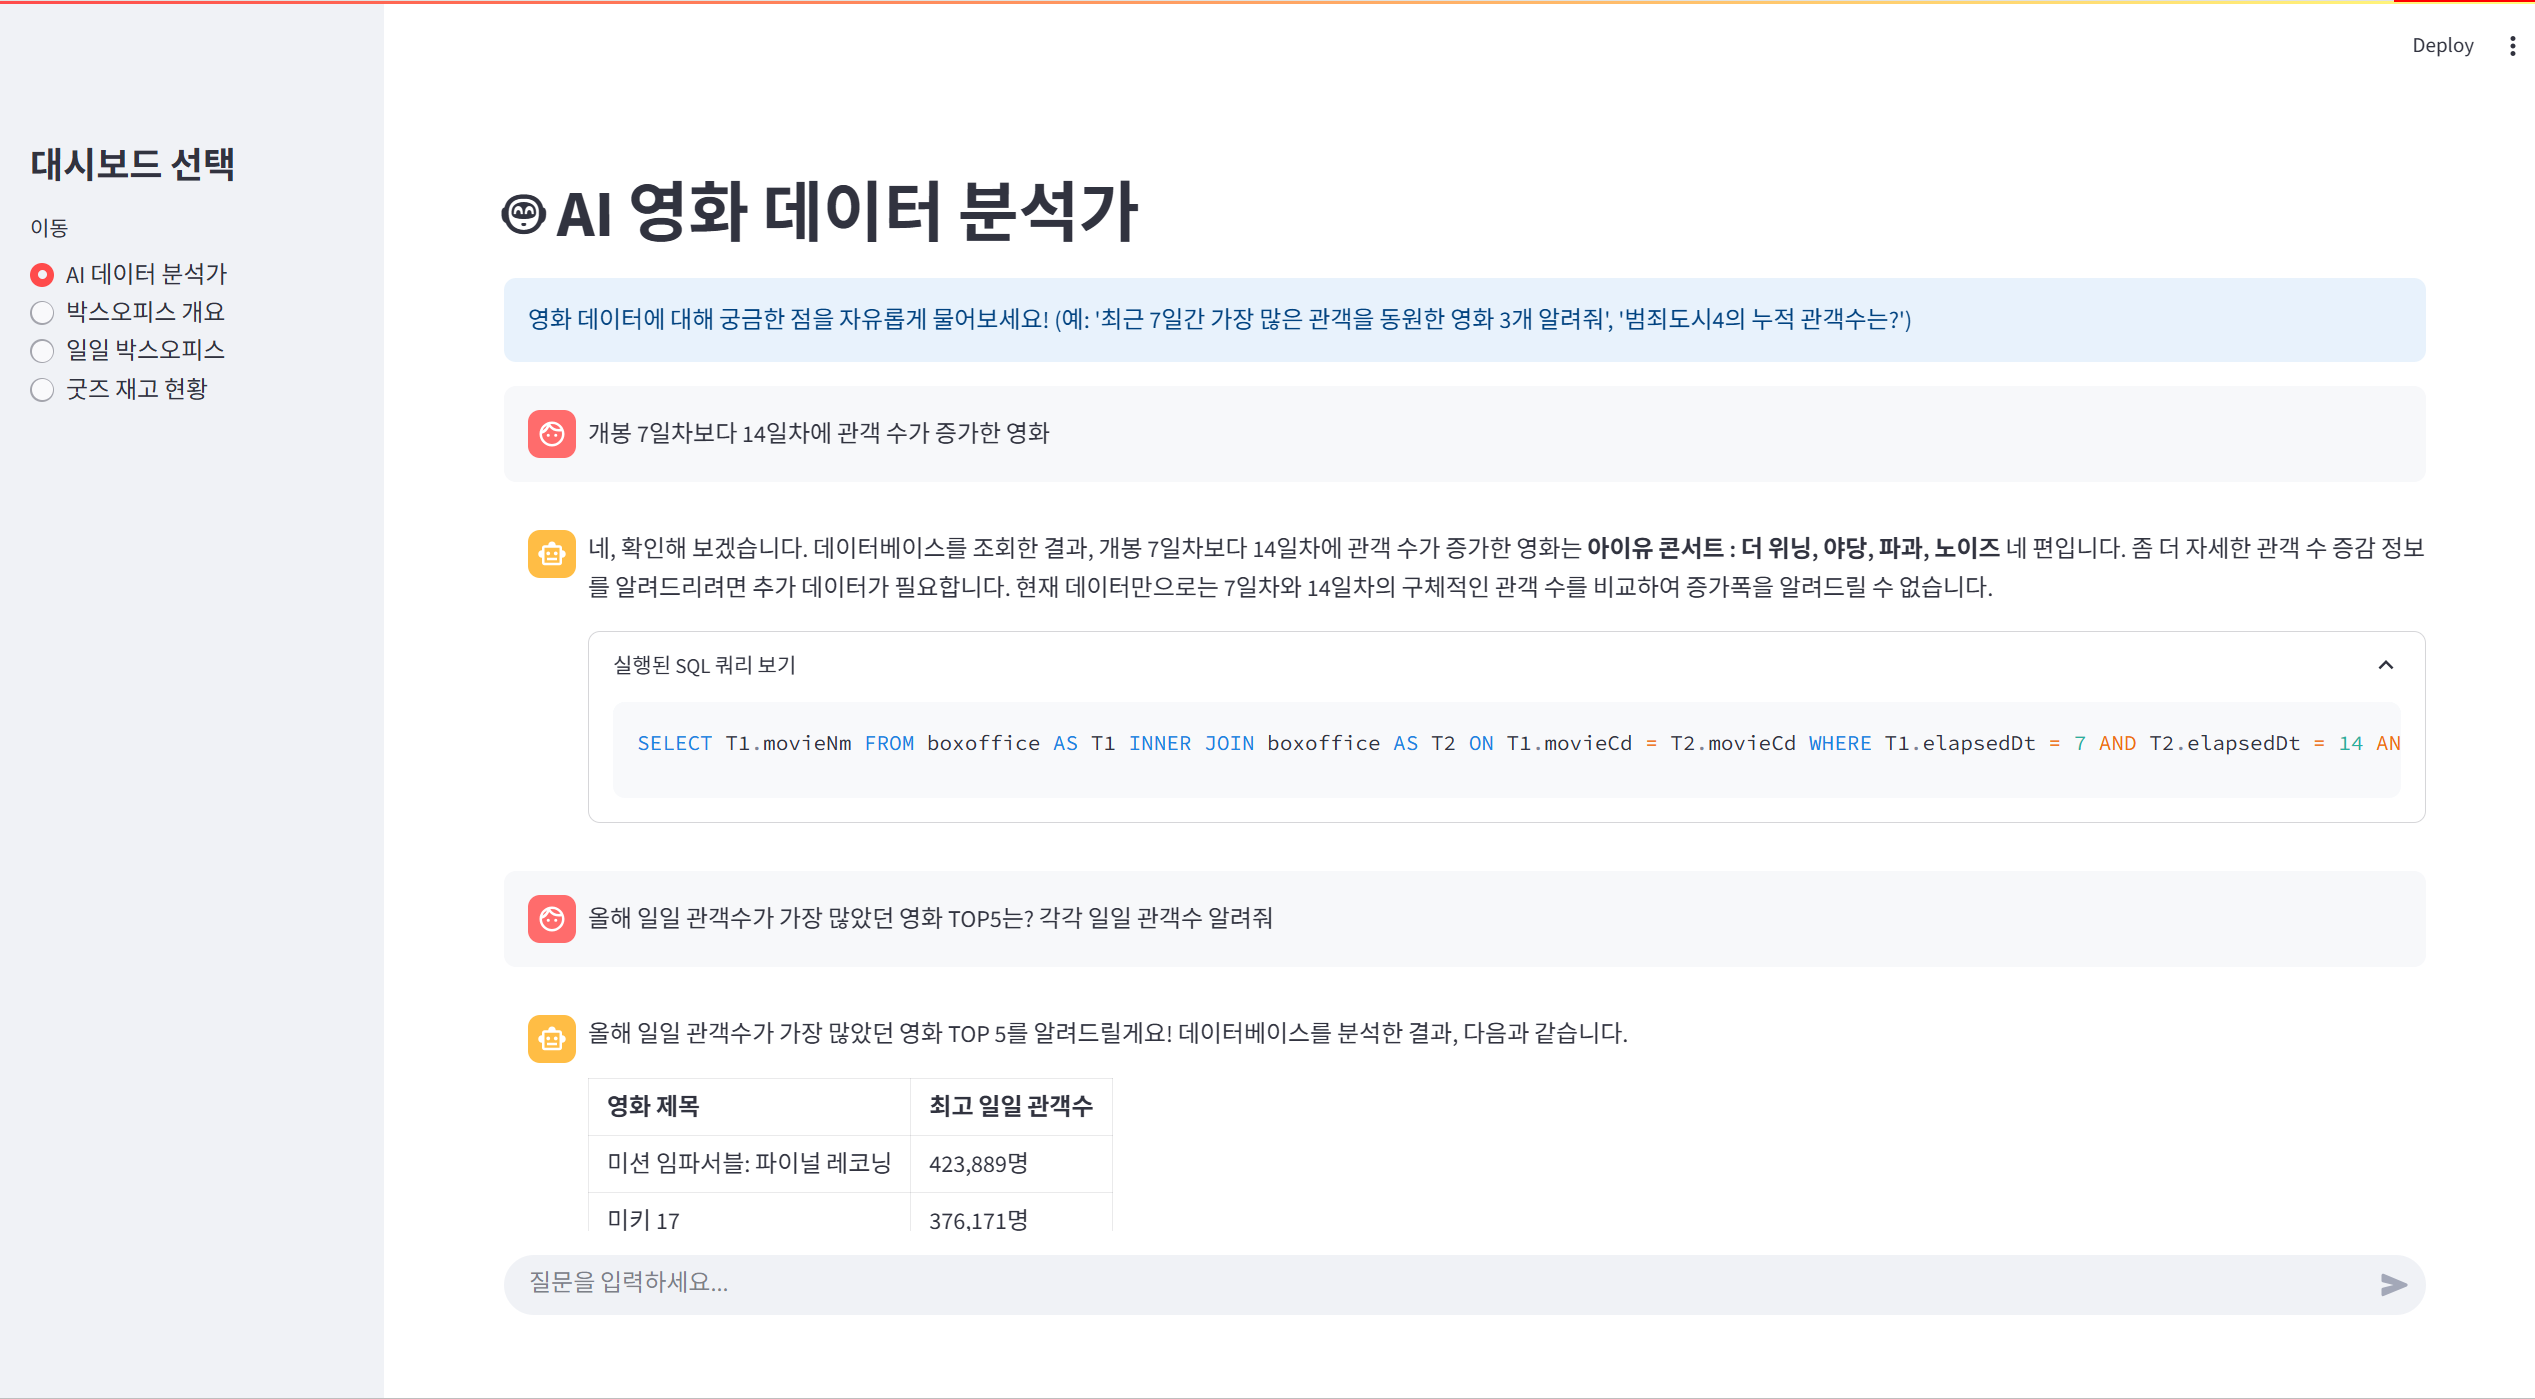 Deploy
대시보드 선택
이동
AI 데이터 분석가
박스오피스 개요
일일 박스오피스
굿즈 재고 현황
AI 영화 데이터 분석가
영화 데이터에 대해 궁금한 점을 자유롭게 물어보세요! (예: '최근 7일간 가장 많은 관객을 동원한 영화 3개 알려줘', '범죄도시4의 누적 관객수는?')
개봉 7일차보다 14일차에 관객 수가 증가한 영화
네, 확인해 보겠습니다. 데이터베이스를 조회한 결과, 개봉 7일차보다 14일차에 관객 수가 증가한 영화는 아이유 콘서트 : 더 위닝, 야당, 파과, 노이즈 네 편입니다. 좀 더 자세한 관객 수 증감 정보
를 알려드리려면 추가 데이터가 필요합니다. 현재 데이터만으로는 7일차와 14일차의 구체적인 관객 수를 비교하여 증가폭을 알려드릴 수 없습니다.
실행된 SQL 쿼리 보기
SELECT T1.movieNm FROM boxoffice AS T1 INNER JOIN boxoffice AS T2 ON T1.movieCd = T2.movieCd WHERE T1.elapsedDt = 7 AND T2.elapsedDt = 14 AN
올해 일일 관객수가 가장 많았던 영화 TOP5는? 각각 일일 관객수 알려줘
올해 일일 관객수가 가장 많았던 영화 TOP 5를 알려드릴게요! 데이터베이스를 분석한 결과, 다음과 같습니다.
영화 제목 최고 일일 관객수
미션 임파서블: 파이널 레코닝 423,889명
미키 17 376,171명
질문을 입력하세요...